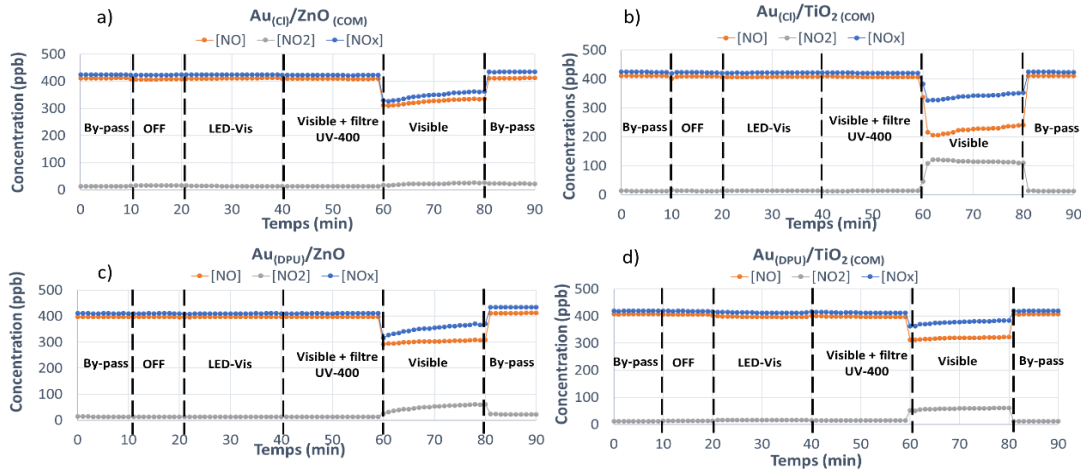 a)
Au(Cl)/ZnO (COM)
[NO] [NO2] [NOx]
Concentration (ppb)
500
400
300
200
100
0
By-pass OFF LED-Vis Visible + filtre UV-400 Visible By-pass
0 10 20 30 40 50 60 70 80 90
Temps (min)
b)
Au(Cl)/TiO2 (COM)
[NO] [NO2] [NOx]
Concentrations (ppb)
500
400
300
200
100
0
By-pass OFF LED-Vis Visible + filtre UV-400 Visible By-pass
0 10 20 30 40 50 60 70 80 90
Temps (min)
c)
Au(DPU)/ZnO
[NO] [NO2] [NOx]
Concentration (ppb)
500
400
300
200
100
0
By-pass OFF LED-Vis Visible + filtre UV-400 Visible By-pass
0 10 20 30 40 50 60 70 80 90
Temps (min)
d)
Au(DPU)/TiO2 (COM)
[NO] [NO2] [NOx]
Concentration (ppb)
500
400
300
200
100
0
By-pass OFF LED-Vis Visible + filtre UV-400 Visible By-pass
0 10 20 30 40 50 60 70 80 90
Temps (min)